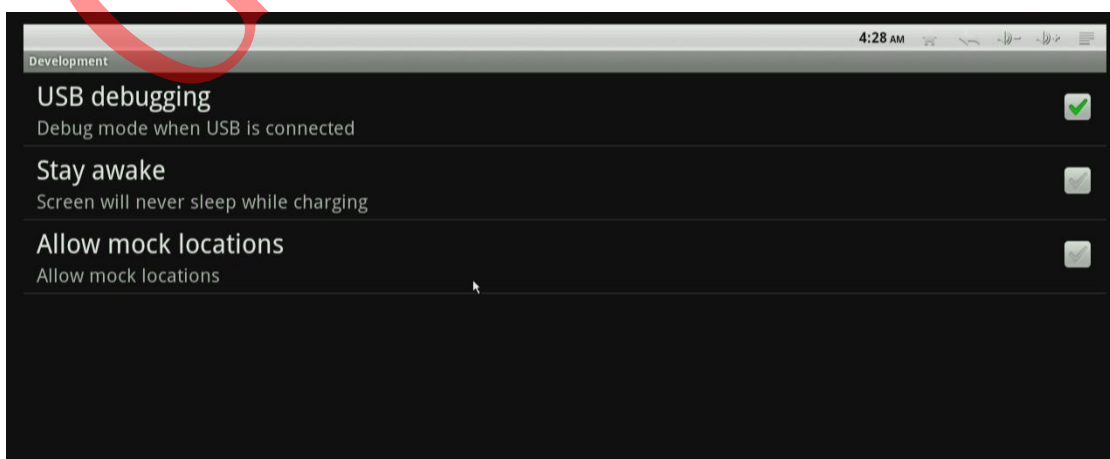 4:28 AM
Development
USB debugging
Debug mode when USB is connected
Stay awake
Screen will never sleep while charging
Allow mock locations
Allow mock locations